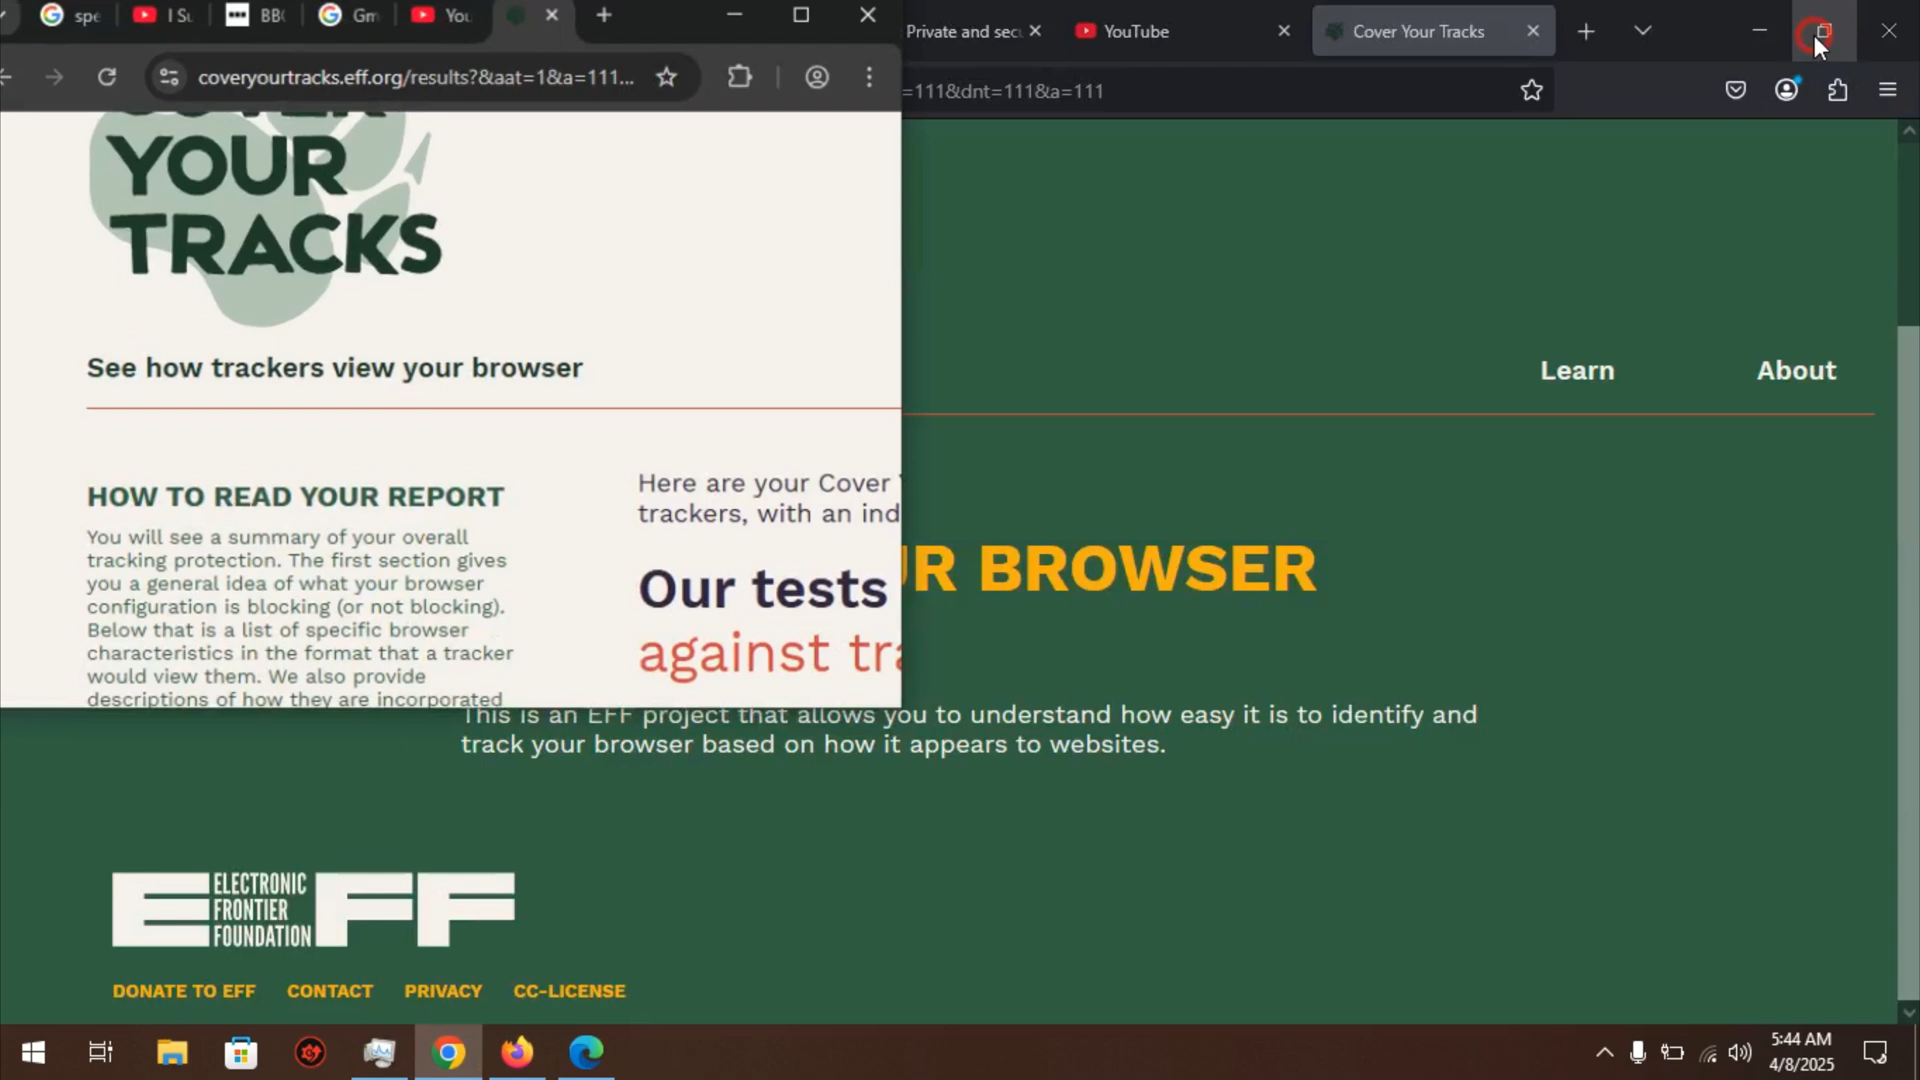 spe
I Su
BBC
Gm
You
coveryourtracks.eff.org/results?&aat=1&a=111...
Private and secu
YouTube
Cover Your Tracks
=111&dnt=111&a=111
COVER
YOUR
TRACKS
See how trackers view your browser
Learn
About
HOW TO READ YOUR REPORT
You will see a summary of your overall
tracking protection. The first section gives
you a general idea of what your browser
configuration is blocking (or not blocking).
Below that is a list of specific browser
characteristics in the format that a tracker
would view them. We also provide
descriptions of how they are incorporated
Here are your Cover
trackers, with an ind
Our tests
against tra
UR BROWSER
This is an EFF project that allows you to understand how easy it is to identify and
track your browser based on how it appears to websites.
EFF
ELECTRONIC
FRONTIER
FOUNDATION
DONATE TO EFF
CONTACT
PRIVACY
CC-LICENSE
5:44 AM
4/8/2025